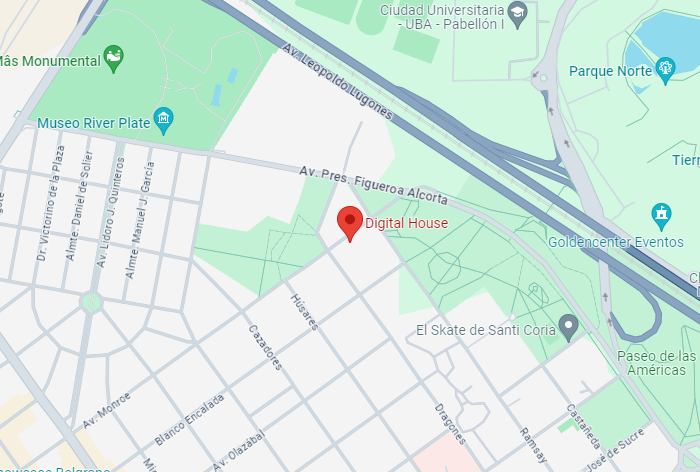 Ciudad Universitaria
- UBA - Pabellón I
Mâs Monumental
Av. Leopoldo Lugones
Parque Norte
Museo River Plate
Av. Pres. Figueroa Alcorta
Dr. Victorino de la Plaza
Almte. Daniel de Solier
Av. Lidoro J. Quinteros
Almte. Manuel J. García
Digital House
Goldencenter Eventos
Húsares
Cazadores
El Skate de Santi Coria
Paseo de las
Américas
Av. Monroe
Blanco Encalada
Av. Olazábal
Dragones
Ramsay
Castañeda
José de Sucre